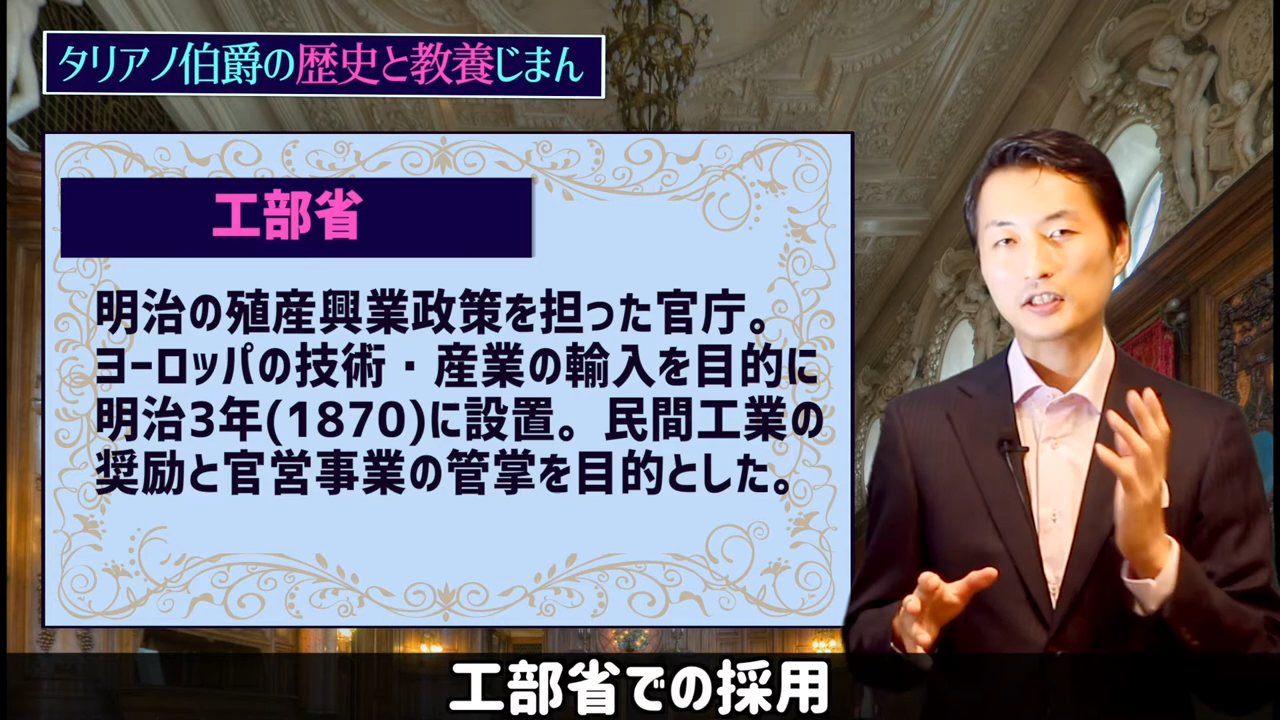 タリアノ伯爵の歴史と教養じまん
工部省
明治の殖産興業政策を担った官庁。
ヨーロッパの技術・産業の輸入を目的に
明治3年(1870)に設置。民間工業の
奨励と官営事業の管掌を目的とした。
工部省での採用